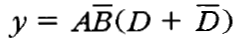 y = AB̅(D + D̅)